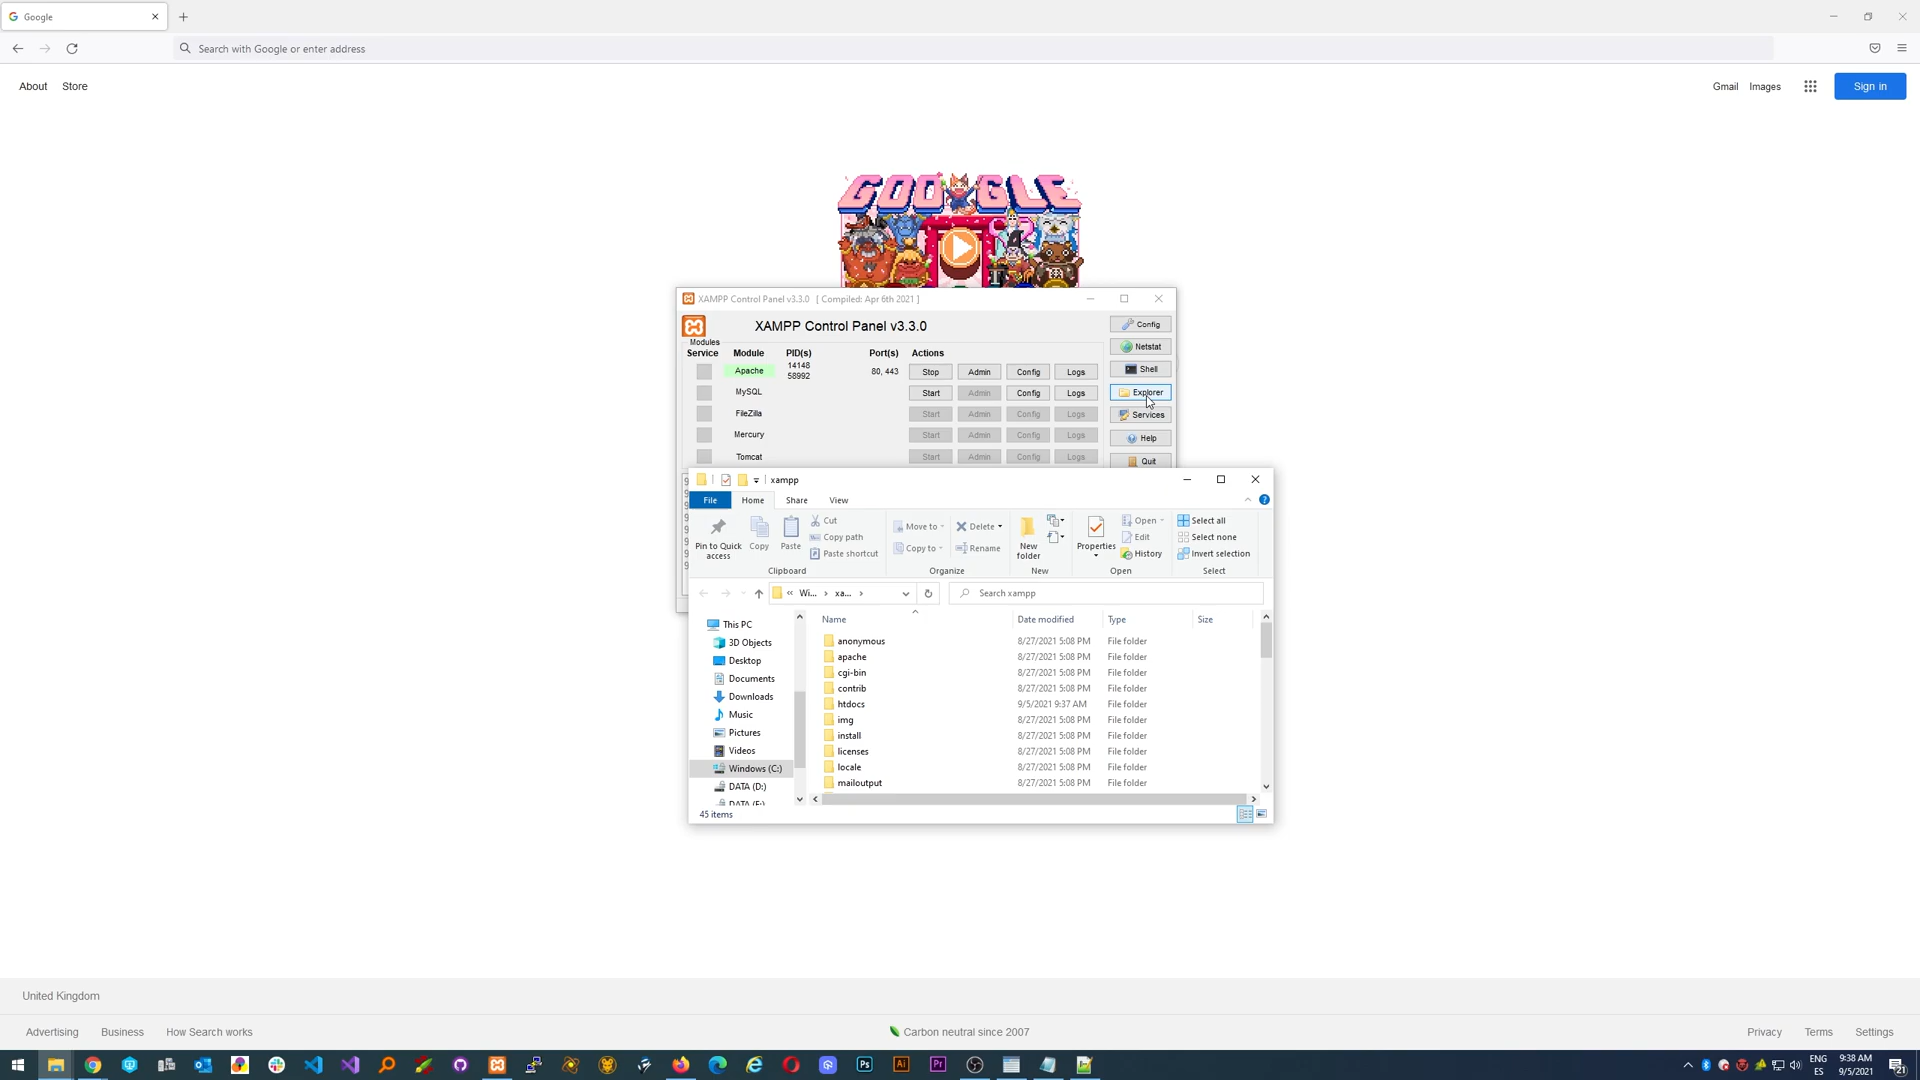 Google
Search with Google or enter address
About
Store
Gmail
Images
Sign in
GOOGLE
XAMPP Control Panel v3.3.0 [ Compiled: Apr 6th 2021 ]
XAMPP Control Panel v3.3.0
Config
Modules
Service
Module
PID(s)
Port(s)
Actions
Netstat
Apache
14148
58992
80, 443
Stop
Admin
Config
Logs
Shell
MySQL
Start
Admin
Config
Logs
Explorer
FileZilla
Start
Admin
Config
Logs
Services
Mercury
Start
Admin
Config
Logs
Help
Tomcat
Start
Admin
Config
Logs
Quit
xampp
File
Home
Share
View
Pin to Quick
access
Copy
Paste
Cut
Copy path
Paste shortcut
Clipboard
Move to
Copy to
Delete
Rename
Organize
New
folder
New
Properties
Open
Edit
History
Open
Select all
Select none
Invert selection
Select
« Wi... › xa... ›
Search xampp
This PC
3D Objects
Desktop
Documents
Downloads
Music
Pictures
Videos
Windows (C:)
DATA (D:)
Name
Date modified
Type
Size
anonymous 8/27/2021 5:08 PM File folder
apache 8/27/2021 5:08 PM File folder
cgi-bin 8/27/2021 5:08 PM File folder
contrib 8/27/2021 5:08 PM File folder
htdocs 9/5/2021 9:37 AM File folder
img 8/27/2021 5:08 PM File folder
install 8/27/2021 5:08 PM File folder
licenses 8/27/2021 5:08 PM File folder
locale 8/27/2021 5:08 PM File folder
mailoutput 8/27/2021 5:08 PM File folder
45 items
United Kingdom
Advertising
Business
How Search works
Carbon neutral since 2007
Privacy
Terms
Settings
Ps
Ai
Pr
ENG
ES
9:38 AM
9/5/2021
21